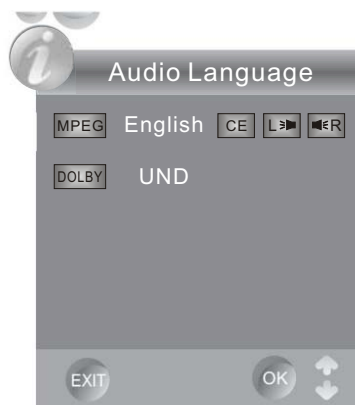 i
Audio Language
MPEG English CE L R
DOLBY UND
EXIT OK